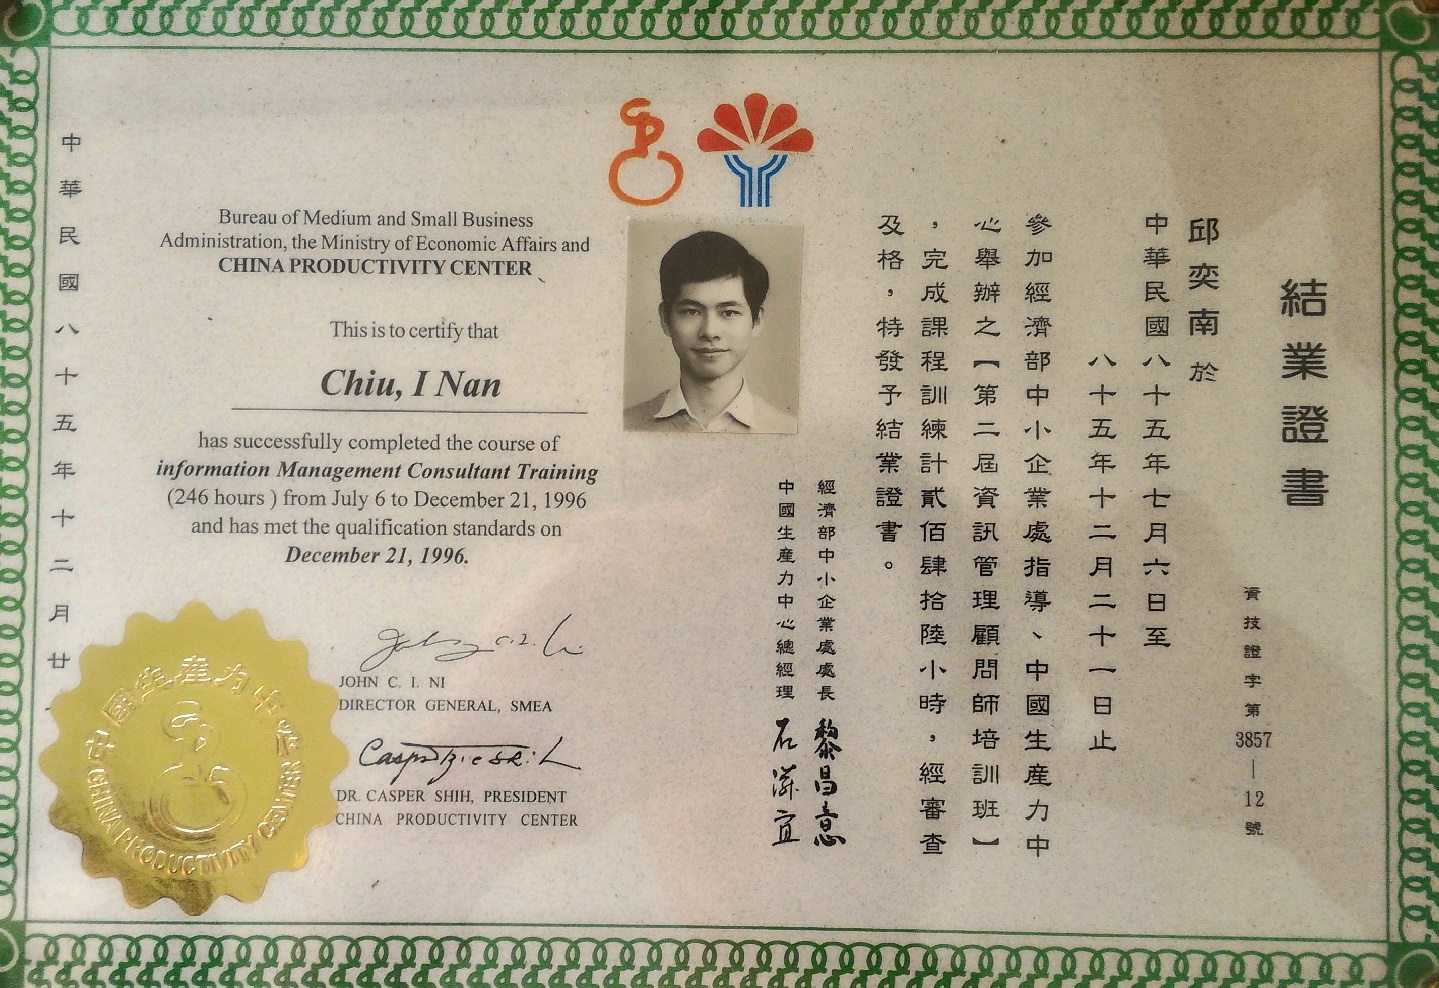 結業證書
資技證字第3857—12號
邱奕南於
中華民國八十五年七月六日至
八十五年十二月二十一日止
參加經濟部中小企業處指導、中國生產力中
心舉辦之【第二屆資訊管理顧問師培訓班】
，完成課程訓練計貳佰肆拾陸小時，經審查
及格，特發予結業證書。
經濟部中小企業處處長 黎昌意
中國生產力中心總經理 石滋宜
Bureau of Medium and Small Business
Administration, the Ministry of Economic Affairs and
CHINA PRODUCTIVITY CENTER
This is to certify that
Chiu, I Nan
has successfully completed the course of
information Management Consultant Training
(246 hours ) from July 6 to December 21, 1996
and has met the qualification standards on
December 21, 1996.
JOHN C. I. NI
DIRECTOR GENERAL, SMEA
DR. CASPER SHIH, PRESIDENT
CHINA PRODUCTIVITY CENTER
中華民國八十五年十二月廿
中國生產力中心
CHINA PRODUCTIVITY CENTER